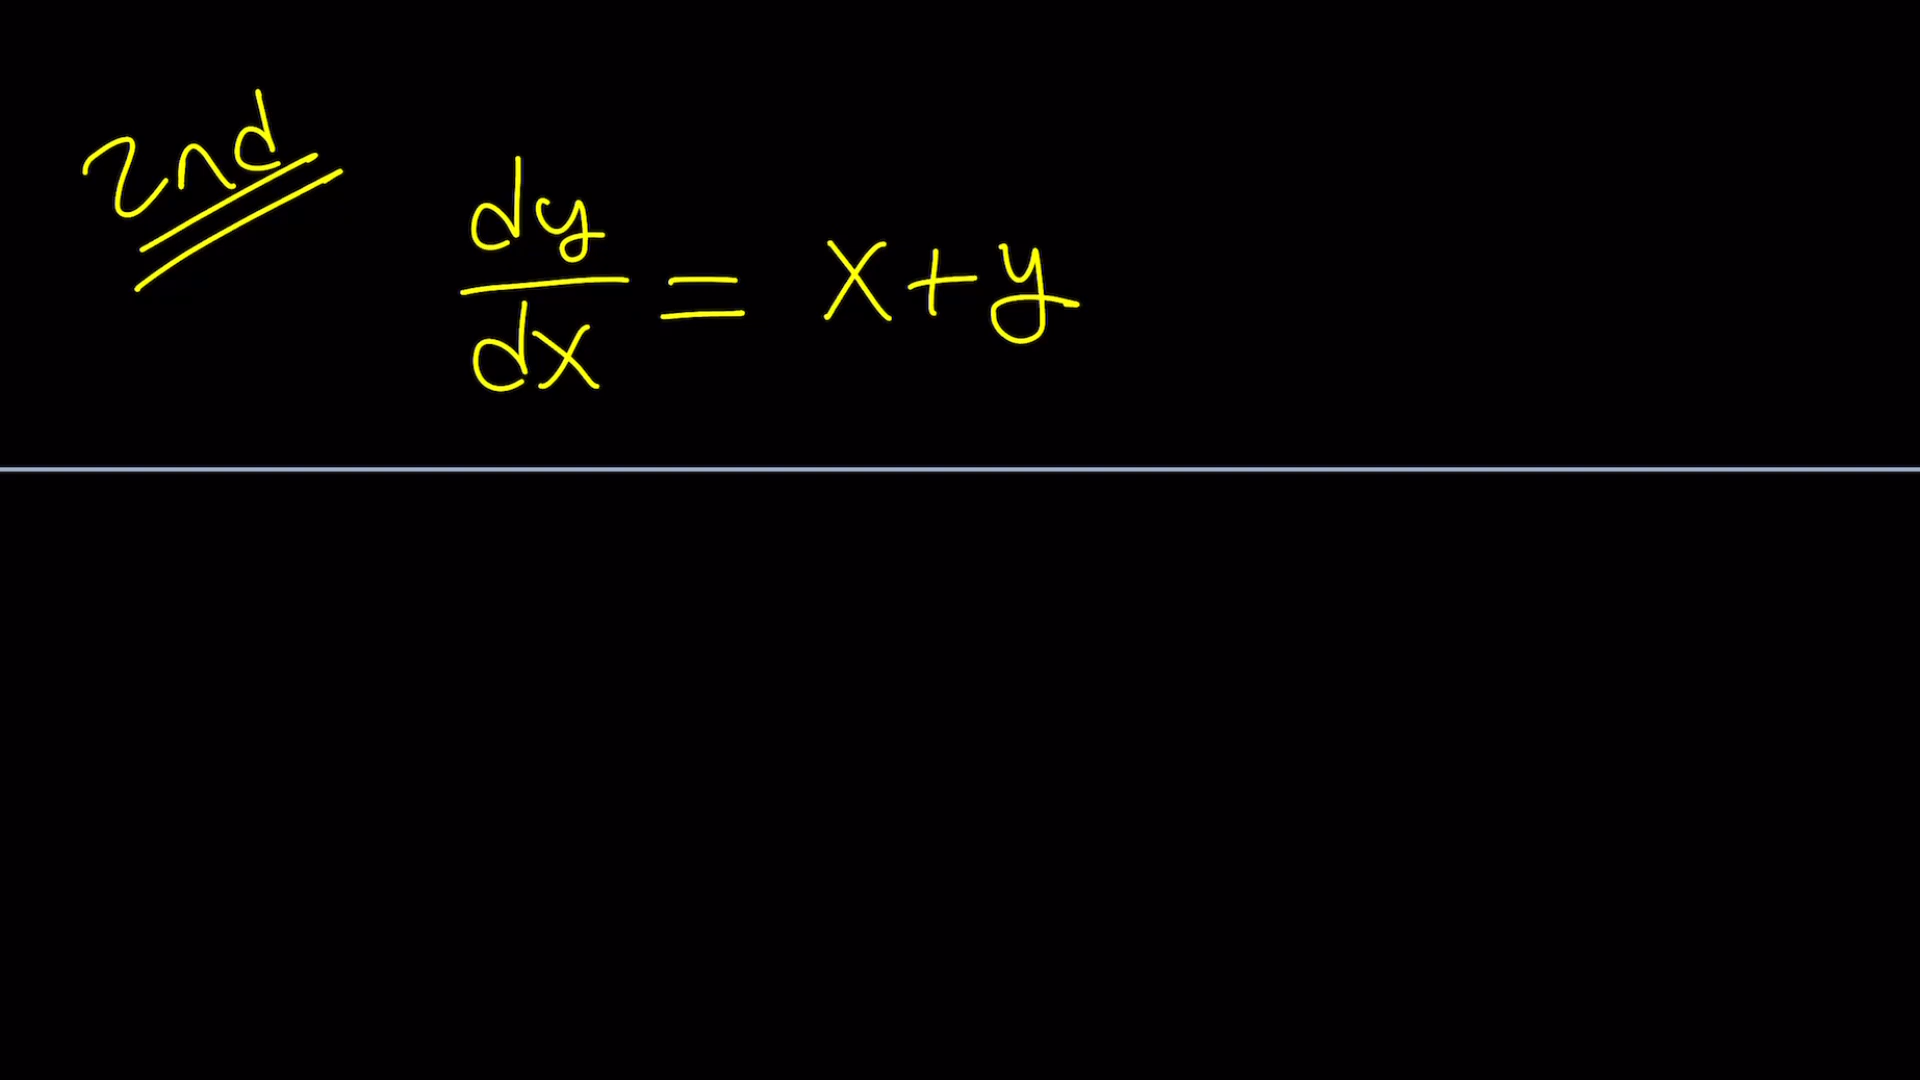 2nd
dy/dx = x+y